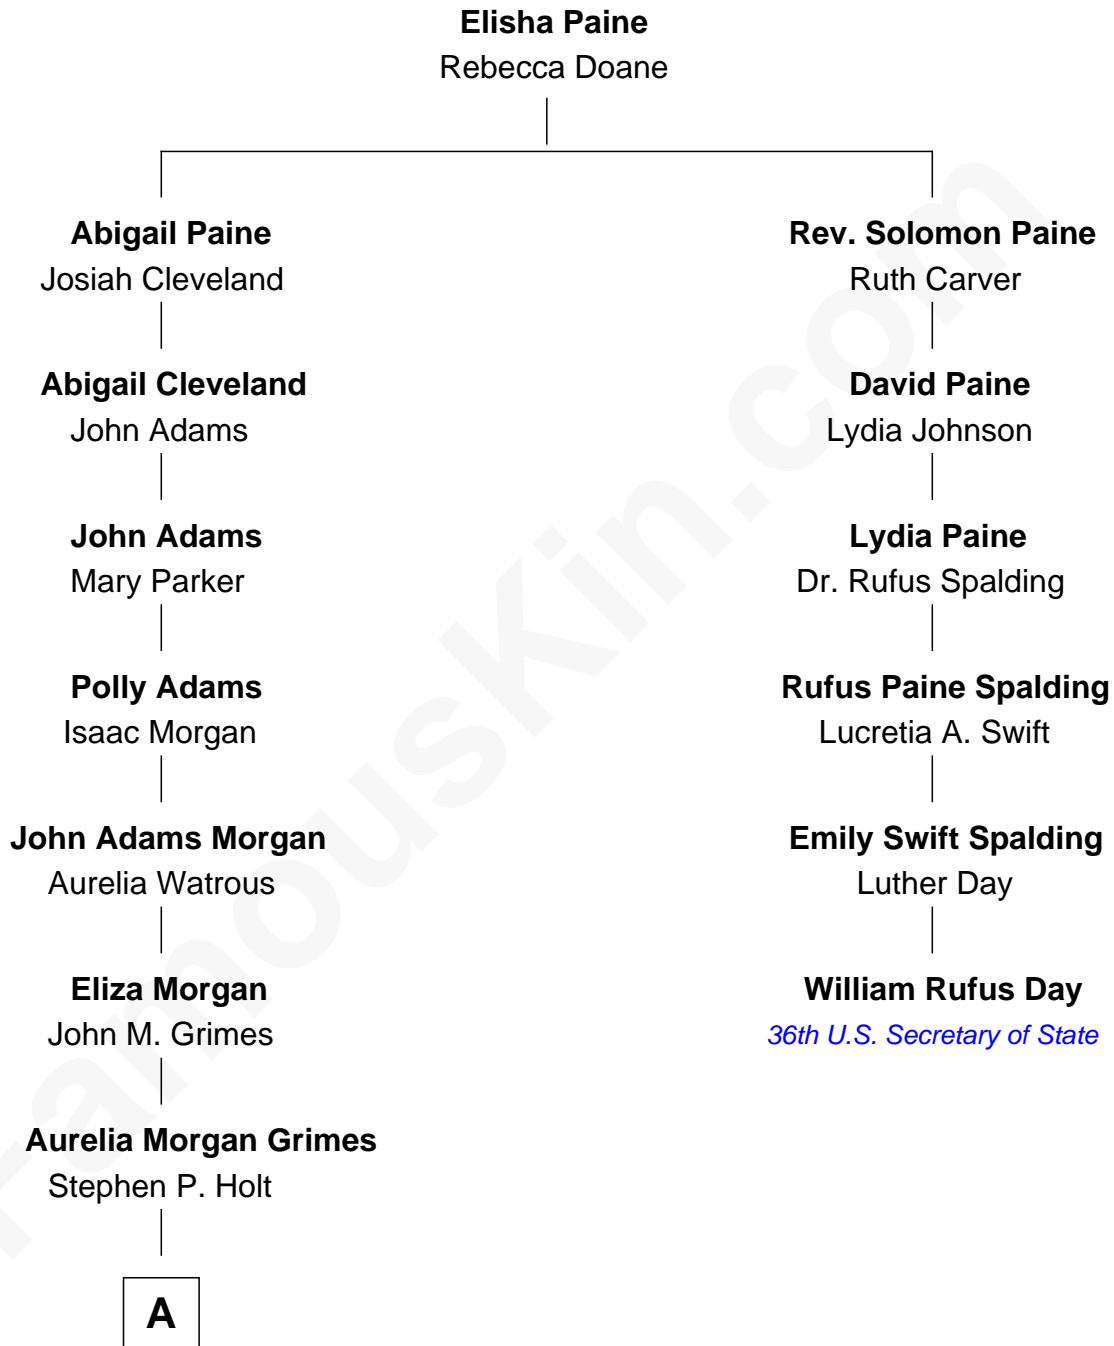 Elisha Paine
Rebecca Doane
Abigail Paine
Josiah Cleveland
Rev. Solomon Paine
Ruth Carver
Abigail Cleveland
John Adams
David Paine
Lydia Johnson
John Adams
Mary Parker
Lydia Paine
Dr. Rufus Spalding
Polly Adams
Isaac Morgan
Rufus Paine Spalding
Lucretia A. Swift
John Adams Morgan
Aurelia Watrous
Emily Swift Spalding
Luther Day
Eliza Morgan
John M. Grimes
William Rufus Day
36th U.S. Secretary of State
Aurelia Morgan Grimes
Stephen P. Holt
A
FamousKin.com